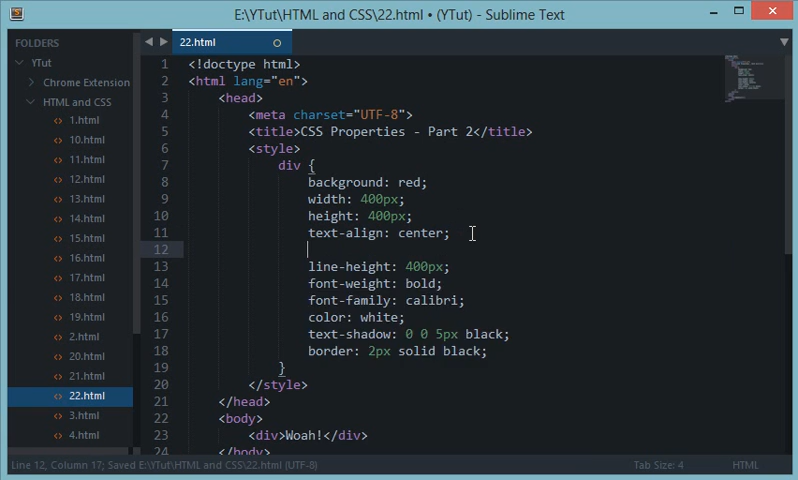 E:\YTut\HTML and CSS\22.html • (YTut) - Sublime Text
FOLDERS
YTut
Chrome Extension
HTML and CSS
1.html
10.html
11.html
12.html
13.html
14.html
15.html
16.html
17.html
18.html
19.html
2.html
20.html
21.html
22.html
3.html
4.html
22.html
1 <!doctype html>
2 <html lang="en">
3 <head>
4 <meta charset="UTF-8">
5 <title>CSS Properties - Part 2</title>
6 <style>
7 div {
8 background: red;
9 width: 400px;
10 height: 400px;
11 text-align: center;
12
13 line-height: 400px;
14 font-weight: bold;
15 font-family: calibri;
16 color: white;
17 text-shadow: 0 0 5px black;
18 border: 2px solid black;
19 }
20 </style>
21 </head>
22 <body>
23 <div>Woah!</div>
24 </body>
Line 12, Column 17; Saved E:\YTut\HTML and CSS\22.html (UTF-8)
Tab Size: 4
HTML